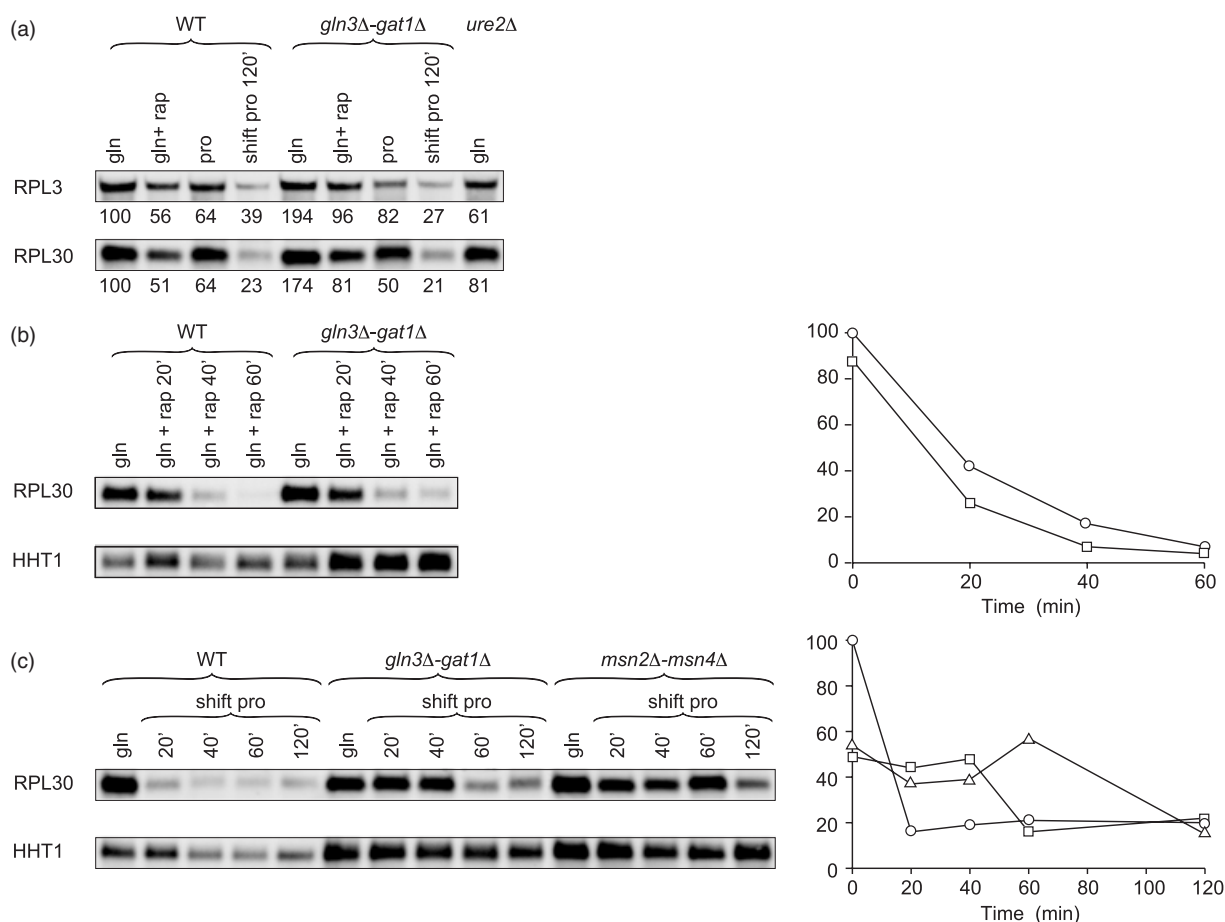 (a)
WT gln3Δ-gat1Δ ure2Δ
gln gln+ rap pro shift pro 120' gln gln+ rap pro shift pro 120' gln
RPL3
100 56 64 39 194 96 82 27 61
RPL30
100 51 64 23 174 81 50 21 81
(b)
WT gln3Δ-gat1Δ
gln gln + rap 20' gln + rap 40' gln + rap 60' gln gln + rap 20' gln + rap 40' gln + rap 60'
RPL30
HHT1
100
80
60
40
20
0
0 20 40 60
Time (min)
(c)
WT gln3Δ-gat1Δ msn2Δ-msn4Δ
shift pro shift pro shift pro
gln 20' 40' 60' 120' gln 20' 40' 60' 120' gln 20' 40' 60' 120'
RPL30
HHT1
100
80
60
40
20
0
0 20 40 60 80 100 120
Time (min)